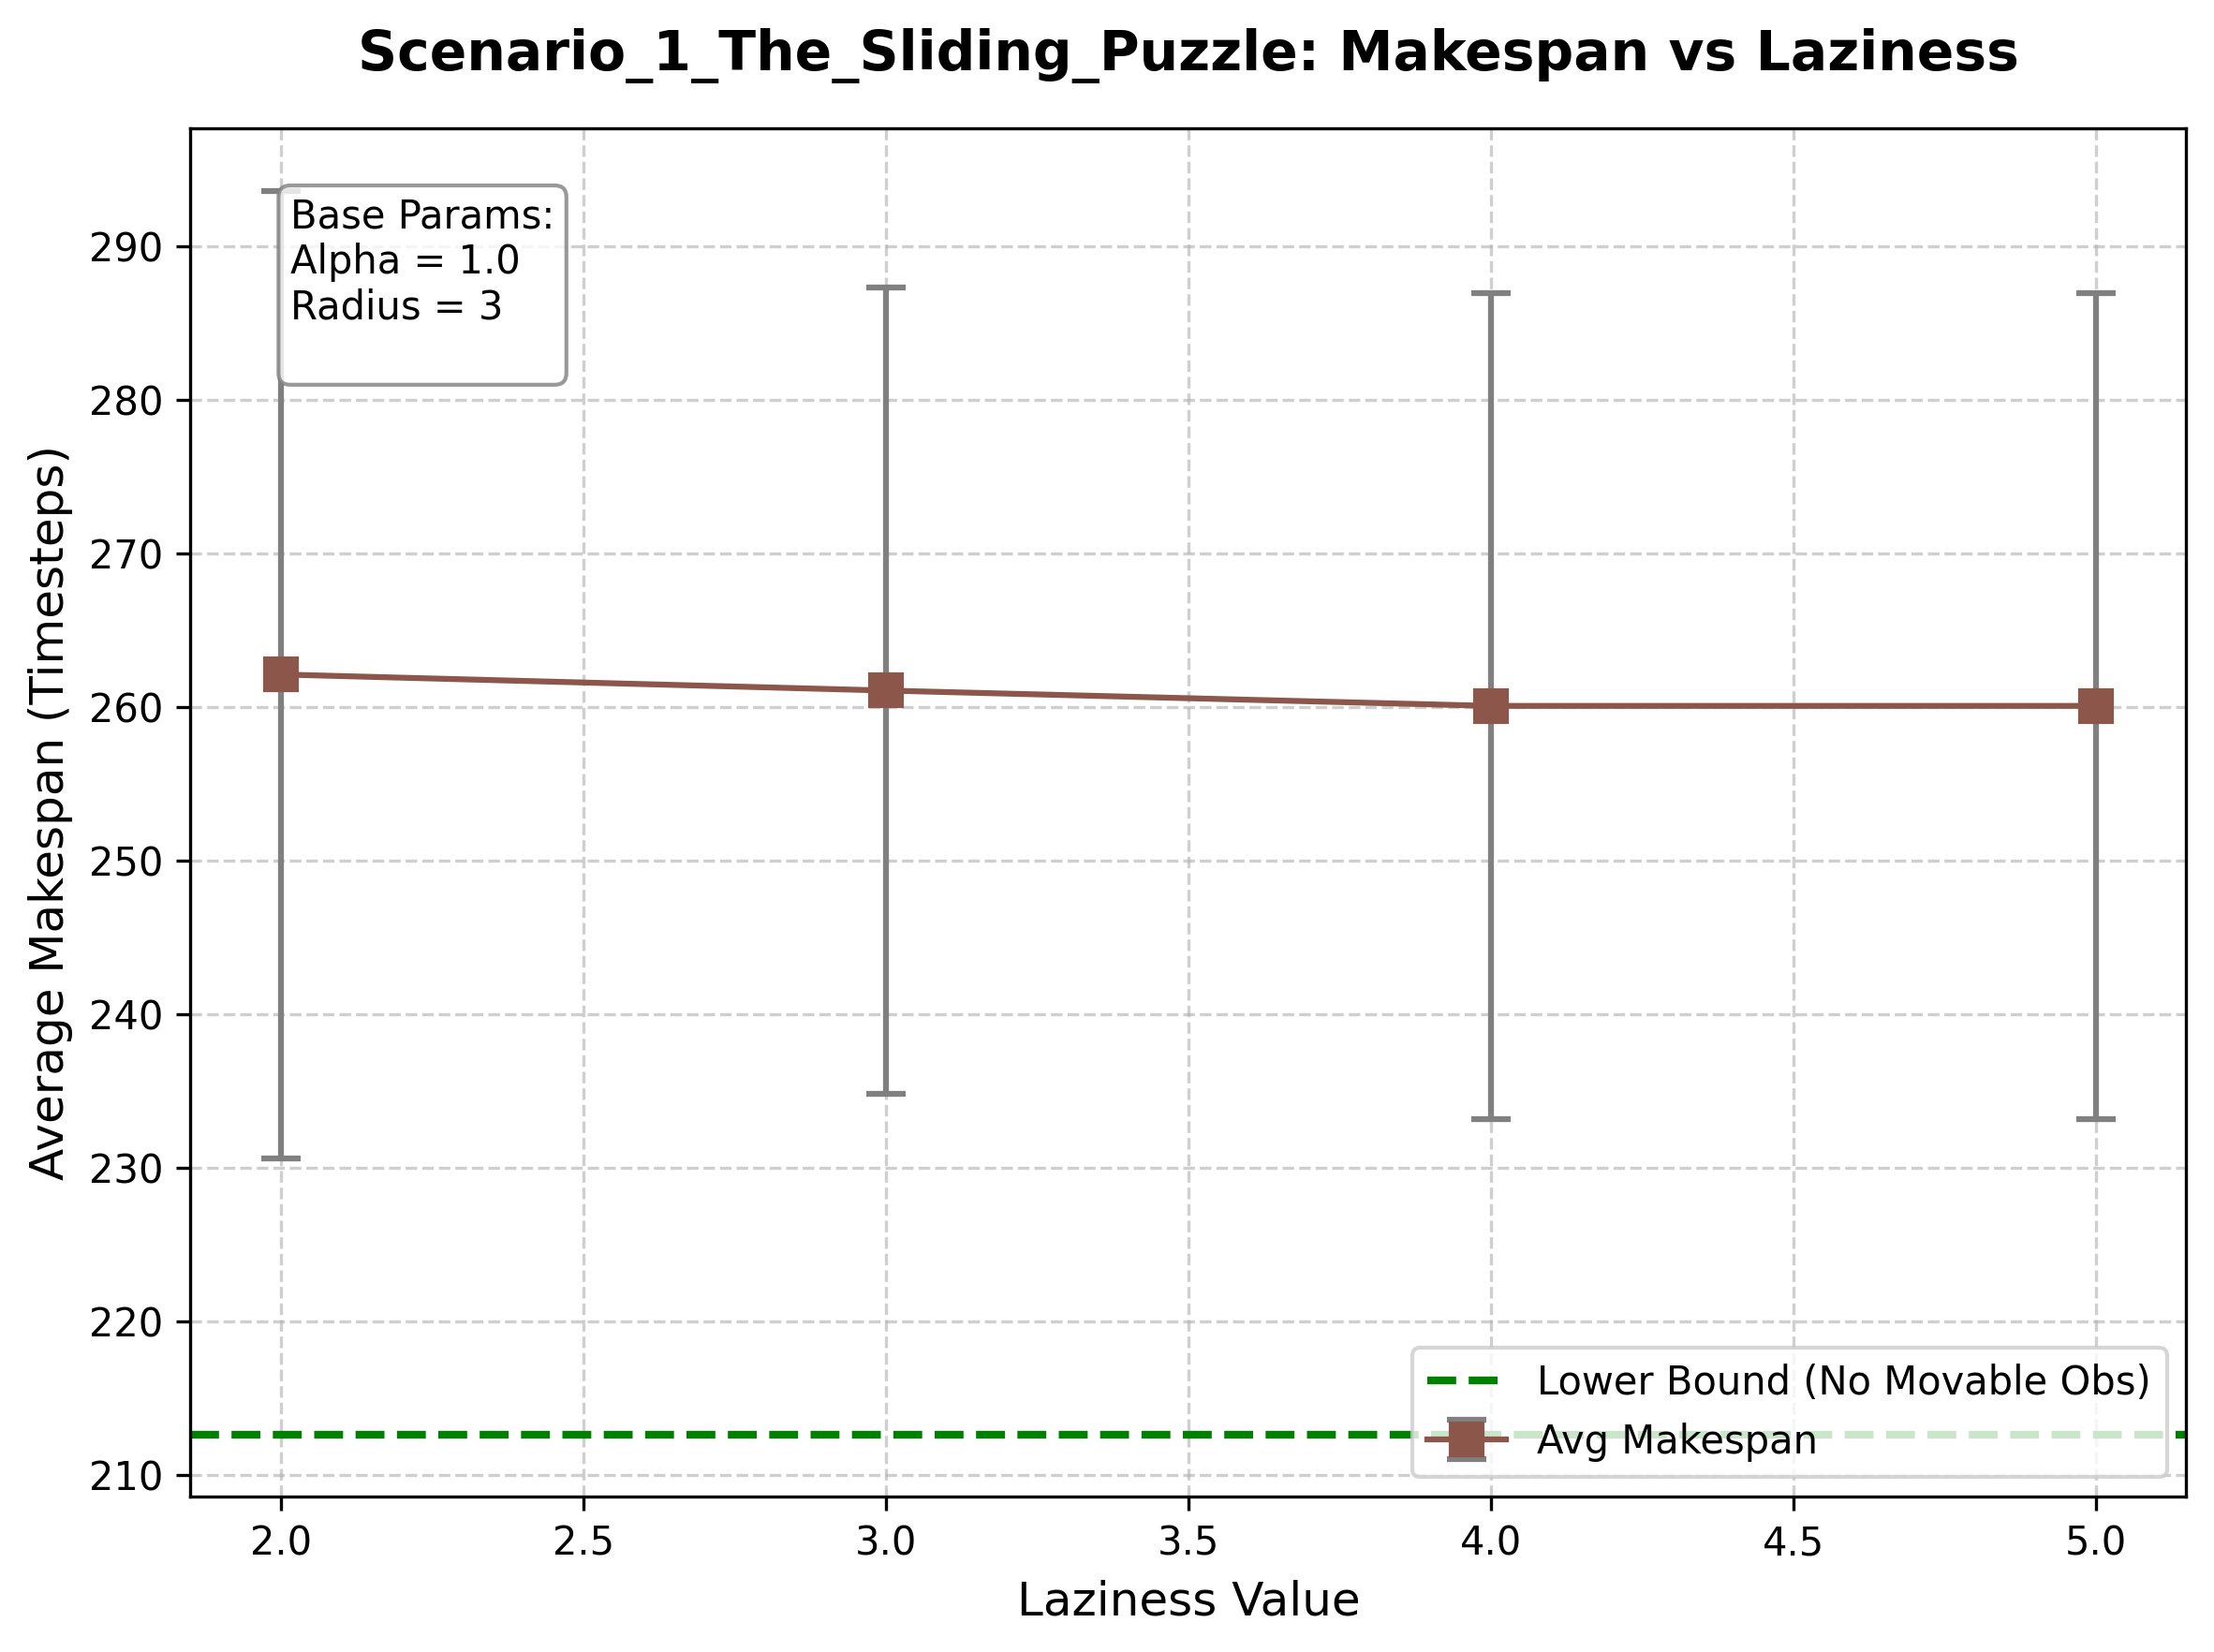 Scenario_1_The_Sliding_Puzzle: Makespan vs Laziness
Base Params:
Alpha = 1.0
Radius = 3
Average Makespan (Timesteps)
290
280
270
260
250
240
230
220
210
Lower Bound (No Movable Obs)
Avg Makespan
2.0
2.5
3.0
3.5
4.0
4.5
5.0
Laziness Value